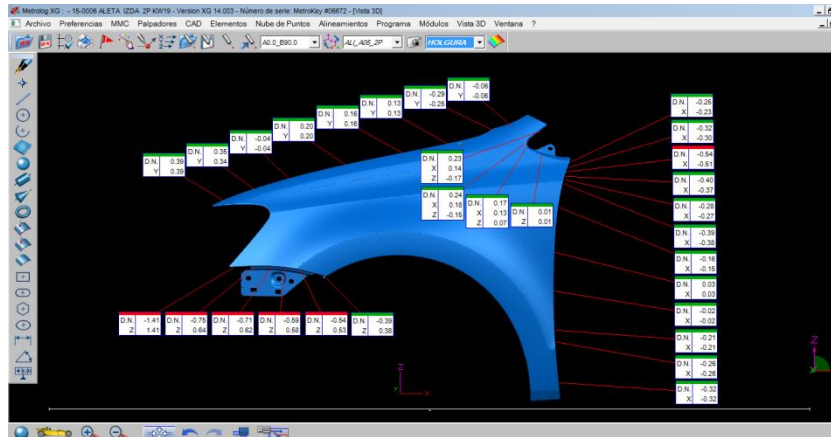 Metrolog XG : - 15-0006 ALETA IZDA 2P KW19 - Version XG 14.003 - Número de serie: MetroKey #06672 - [Vista 3D]
Archivo Preferencias MMC Palpadores CAD Elementos Nube de Puntos Alineamientos Programa Módulos Vista 3D Ventana ?
A0.0_B90.0 ALI_A05_2P HOLGURA
D.N. -0.06
Y -0.06
D.N. -0.29
Y -0.25
D.N. 0.13
Y 0.13
D.N. 0.16
Y 0.16
D.N. 0.20
Y 0.20
D.N. -0.04
Y -0.04
D.N. 0.35
Y 0.34
D.N. 0.39
Y 0.39
D.N. 0.23
X 0.14
Z -0.17
D.N. 0.24
X 0.18
Z -0.15
D.N. 0.17
X 0.13
Z 0.07
D.N. 0.01
Z 0.01
D.N. -0.25
X -0.23
D.N. -0.32
X -0.30
D.N. -0.54
X -0.51
D.N. -0.40
X -0.37
D.N. -0.28
X -0.27
D.N. -0.39
X -0.38
D.N. -0.16
X -0.15
D.N. 0.03
X 0.03
D.N. -0.02
X -0.02
D.N. -0.21
X -0.21
D.N. -0.26
X -0.26
D.N. -0.32
X -0.32
D.N. -1.41
Z 1.41
D.N. -0.75
Z 0.64
D.N. -0.71
Z 0.62
D.N. -0.59
Z 0.58
D.N. -0.54
Z 0.53
D.N. -0.39
Z 0.38
Z
Y X
Z